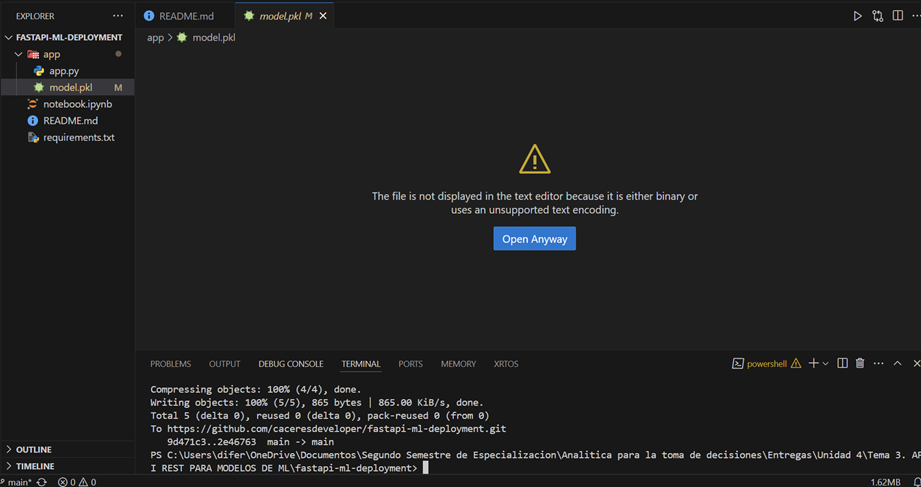 EXPLORER
README.md
model.pkl M
FASTAPI-ML-DEPLOYMENT
app > model.pkl
app
app.py
model.pkl M
notebook.ipynb
README.md
requirements.txt
The file is not displayed in the text editor because it is either binary or
uses an unsupported text encoding.
Open Anyway
PROBLEMS OUTPUT DEBUG CONSOLE TERMINAL PORTS MEMORY XRTOS
powershell
Compressing objects: 100% (4/4), done.
Writing objects: 100% (5/5), 865 bytes | 865.00 KiB/s, done.
Total 5 (delta 0), reused 0 (delta 0), pack-reused 0 (from 0)
To https://github.com/caceresdeveloper/fastapi-ml-deployment.git
9d471c3..2e46763 main -> main
PS C:\Users\difer\OneDrive\Documentos\Segundo Semestre de Especializacion\Analitica para la toma de decisiones\Entregas\Unidad 4\Tema 3. AP
I REST PARA MODELOS DE ML\fastapi-ml-deployment>
OUTLINE
TIMELINE
main* 0 0
1.62MB